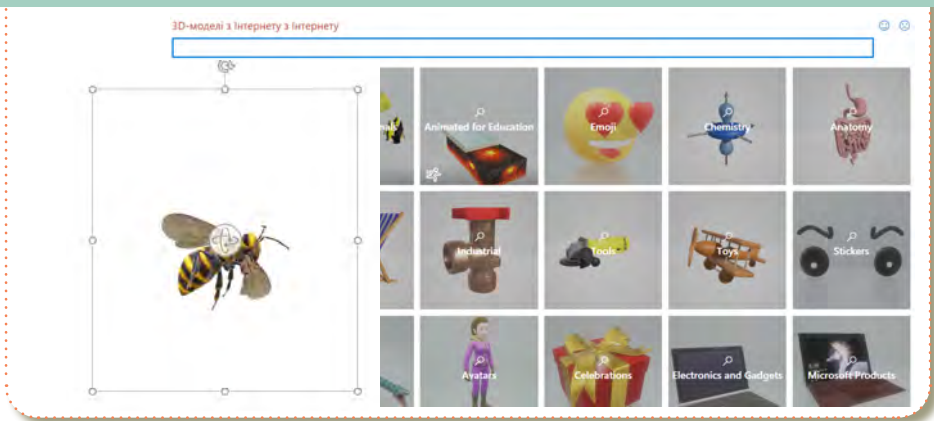 3D-моделі з Інтернету з Інтернету
Animated for Education
Emoji
Chemistry
Anatomy
Industrial
Tools
Toys
Stickers
Avatars
Celebrations
Electronics and Gadgets
Microsoft Products